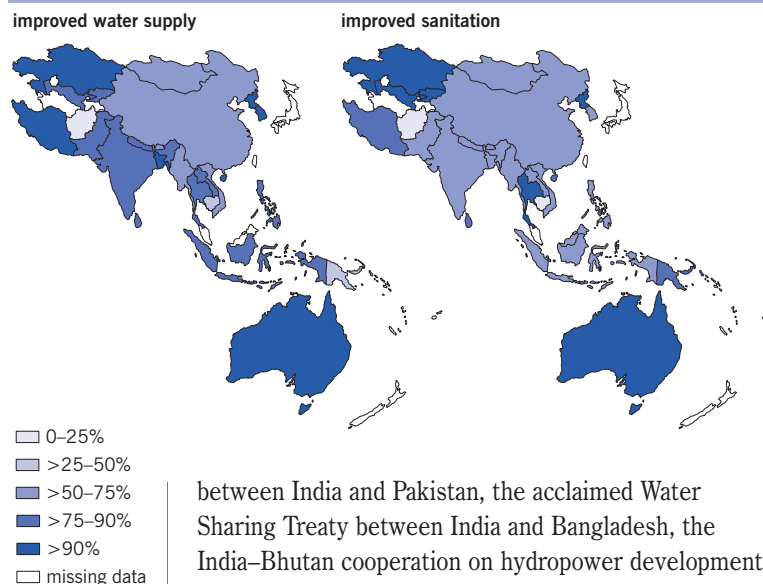 improved water supply
improved sanitation
0–25%
>25–50%
>50–75%
>75–90%
>90%
missing data
between India and Pakistan, the acclaimed Water
Sharing Treaty between India and Bangladesh, the
India–Bhutan cooperation on hydropower development